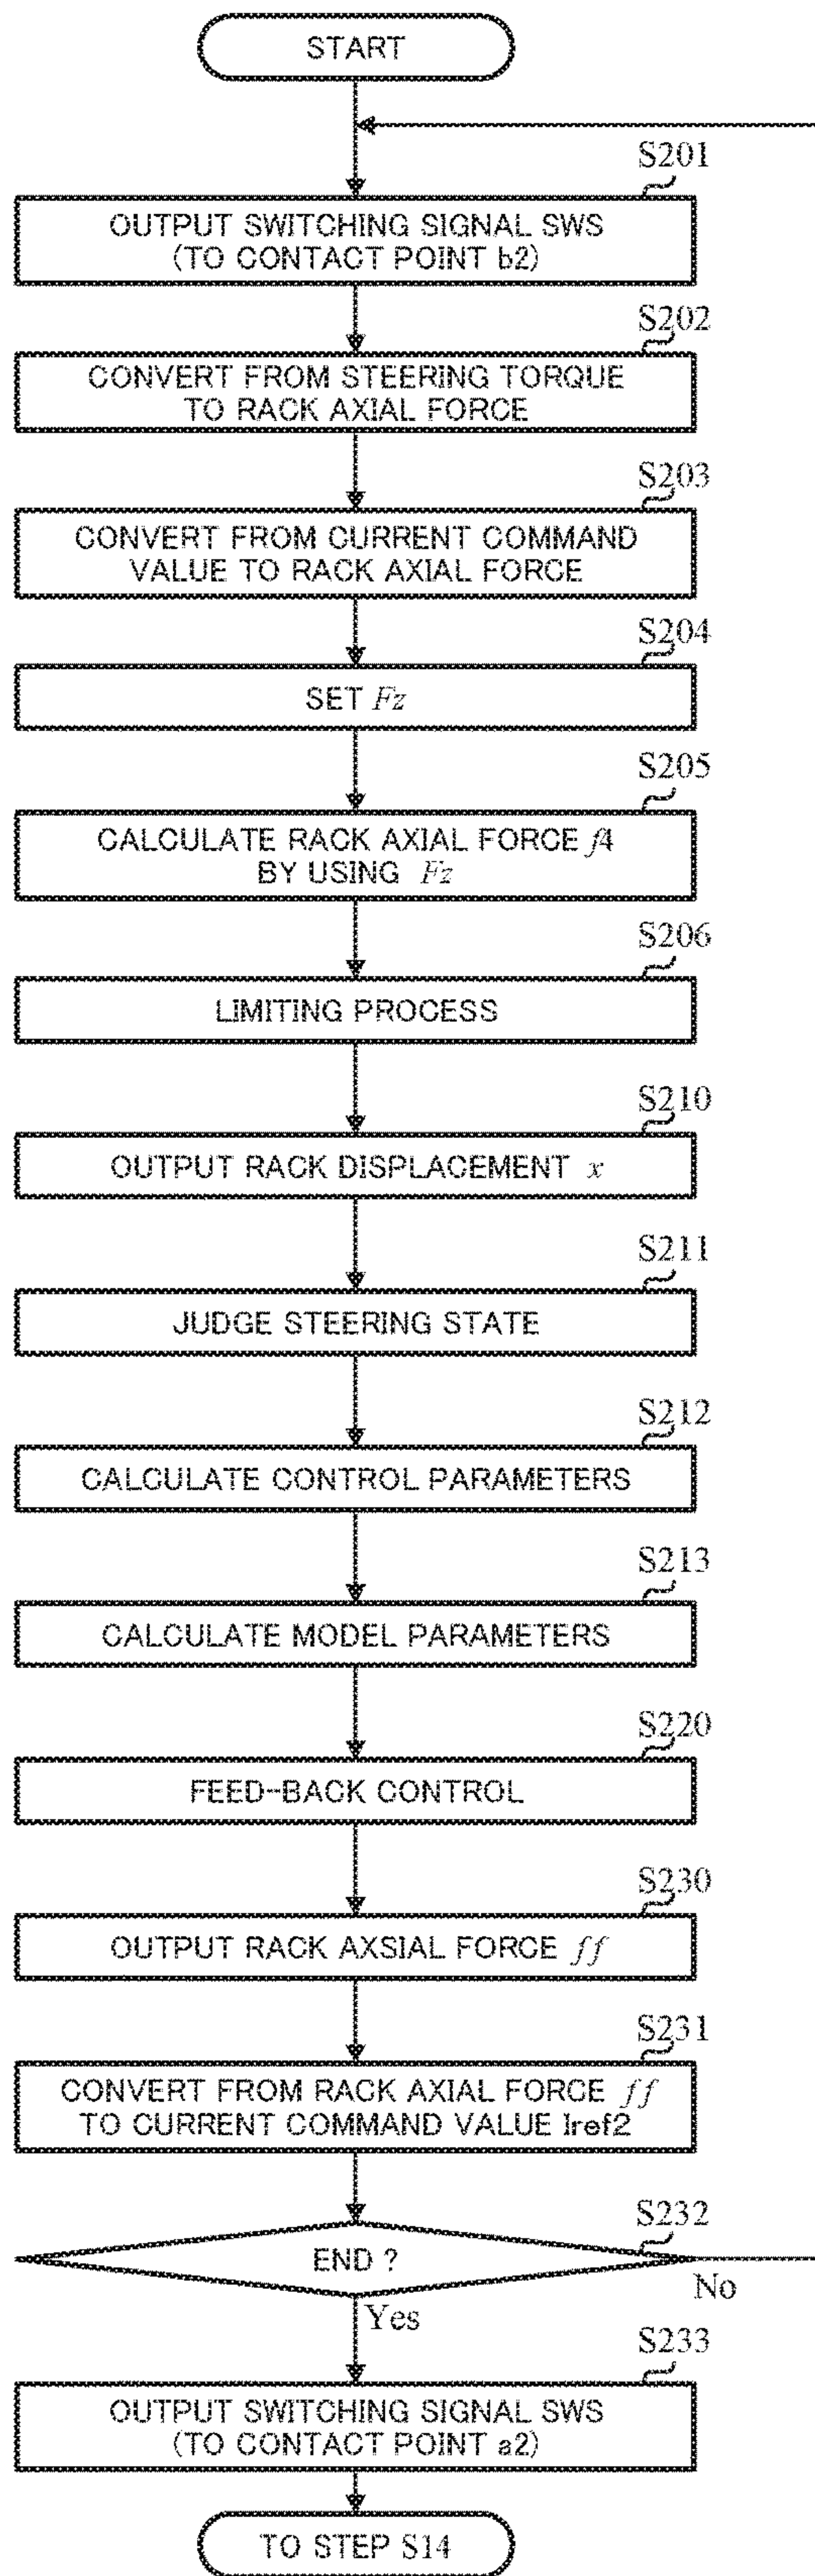 START
S201
OUTPUT SWITCHING SIGNAL SWS
(TO CONTACT POINT b2)
S202
CONVERT FROM STEERING TORQUE
TO RACK AXIAL FORCE
S203
CONVERT FROM CURRENT COMMAND
VALUE TO RACK AXIAL FORCE
S204
SET Fz
S205
CALCULATE RACK AXIAL FORCE f4
BY USING Fz
S206
LIMITING PROCESS
S210
OUTPUT RACK DISPLACEMENT x
S211
JUDGE STEERING STATE
S212
CALCULATE CONTROL PARAMETERS
S213
CALCULATE MODEL PARAMETERS
S220
FEED-BACK CONTROL
S230
OUTPUT RACK AXSIAL FORCE ff
S231
CONVERT FROM RACK AXIAL FORCE ff
TO CURRENT COMMAND VALUE Iref2
S232
END ?
No
Yes
S233
OUTPUT SWITCHING SIGNAL SWS
(TO CONTACT POINT a2)
TO STEP S14